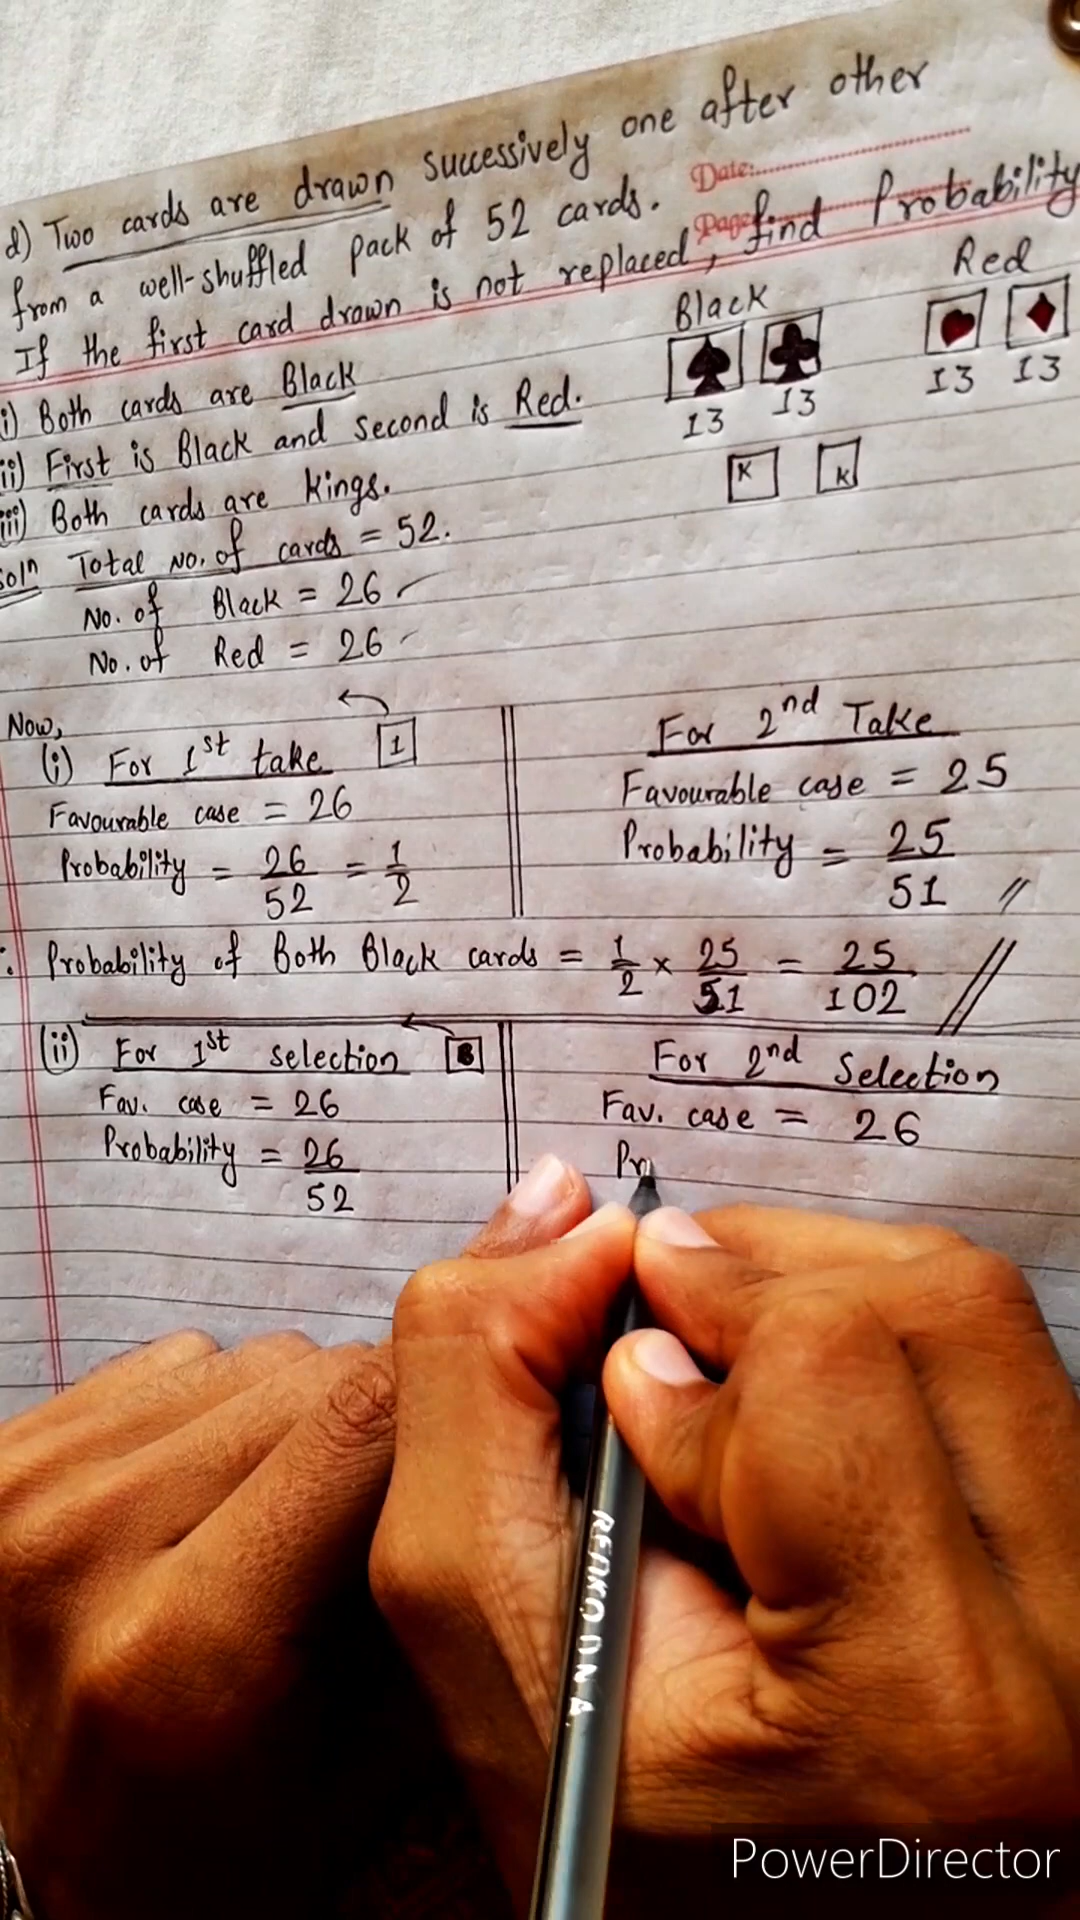 d) Two cards are drawn successively one after other
Date:
from a well-shuffled pack of 52 cards.
Page:
If the first card drawn is not replaced, find Probability
Black
Red
i) Both cards are Black
13 13
13 13
ii) First is Black and second is Red.
K K
iii) Both cards are kings.
Soln Total No. of cards = 52.
No. of Black = 26
No. of Red = 26
Now,
(i) For 1st take 1
Favourable case = 26
Probability = 26/52 = 1/2
For 2nd Take
Favourable case = 25
Probability = 25/51
∴ Probability of Both Black cards = 1/2 × 25/51 = 25/102
(ii) For 1st selection B
Fav. case = 26
Probability = 26/52
For 2nd Selection
Fav. case = 26
Pr
PowerDirector